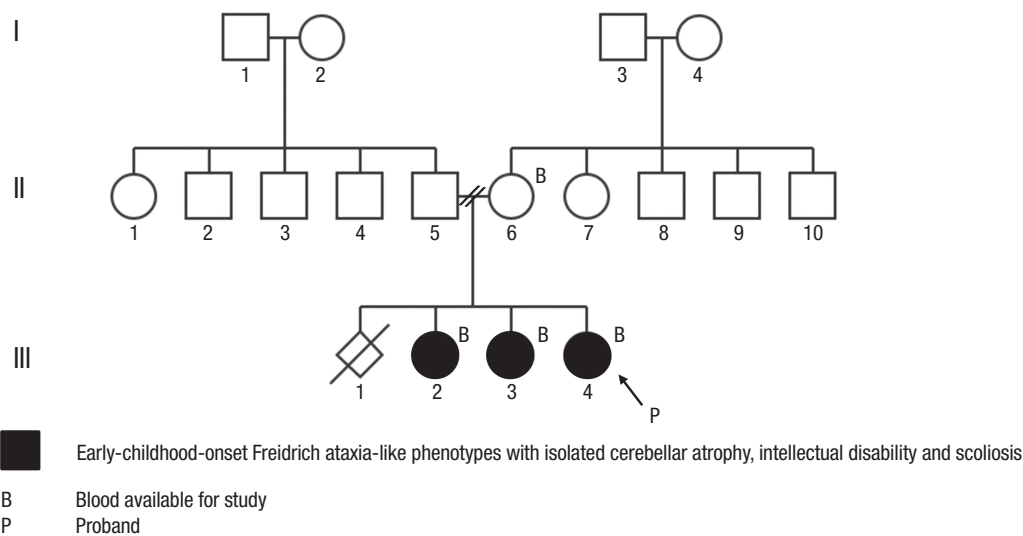 I
1 2 3 4
II
B
1 2 3 4 5 6 7 8 9 10
III
B B B
1 2 3 4
P
Early-childhood-onset Freidrich ataxia-like phenotypes with isolated cerebellar atrophy, intellectual disability and scoliosis
B Blood available for study
P Proband